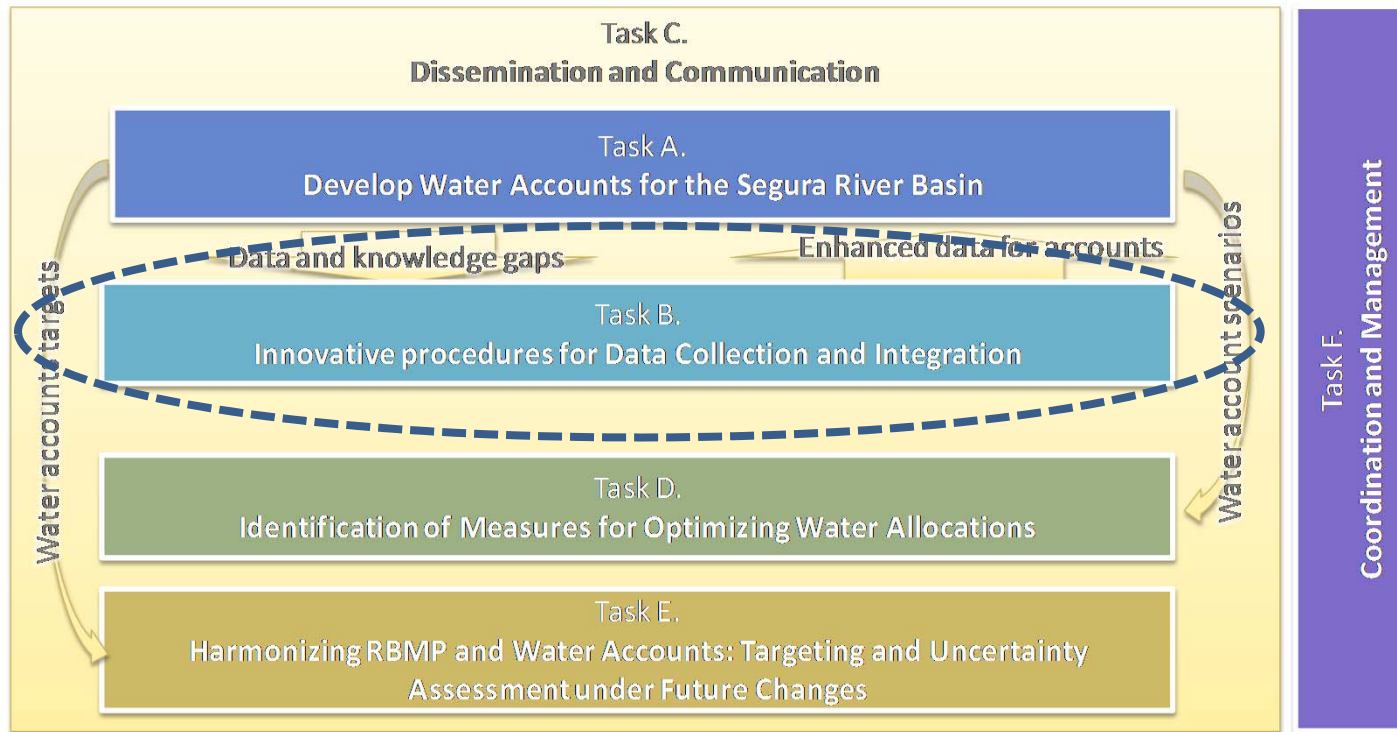 Task C.
Dissemination and Communication
Task A.
Develop Water Accounts for the Segura River Basin
Data and knowledge gaps
Enhanced data for accounts
Task B.
Innovative procedures for Data Collection and Integration
Task D.
Identification of Measures for Optimizing Water Allocations
Task E.
Harmonizing RBMP and Water Accounts: Targeting and Uncertainty
Assessment under Future Changes
Water accounts targets
Water account scenarios
Task F.
Coordination and Management